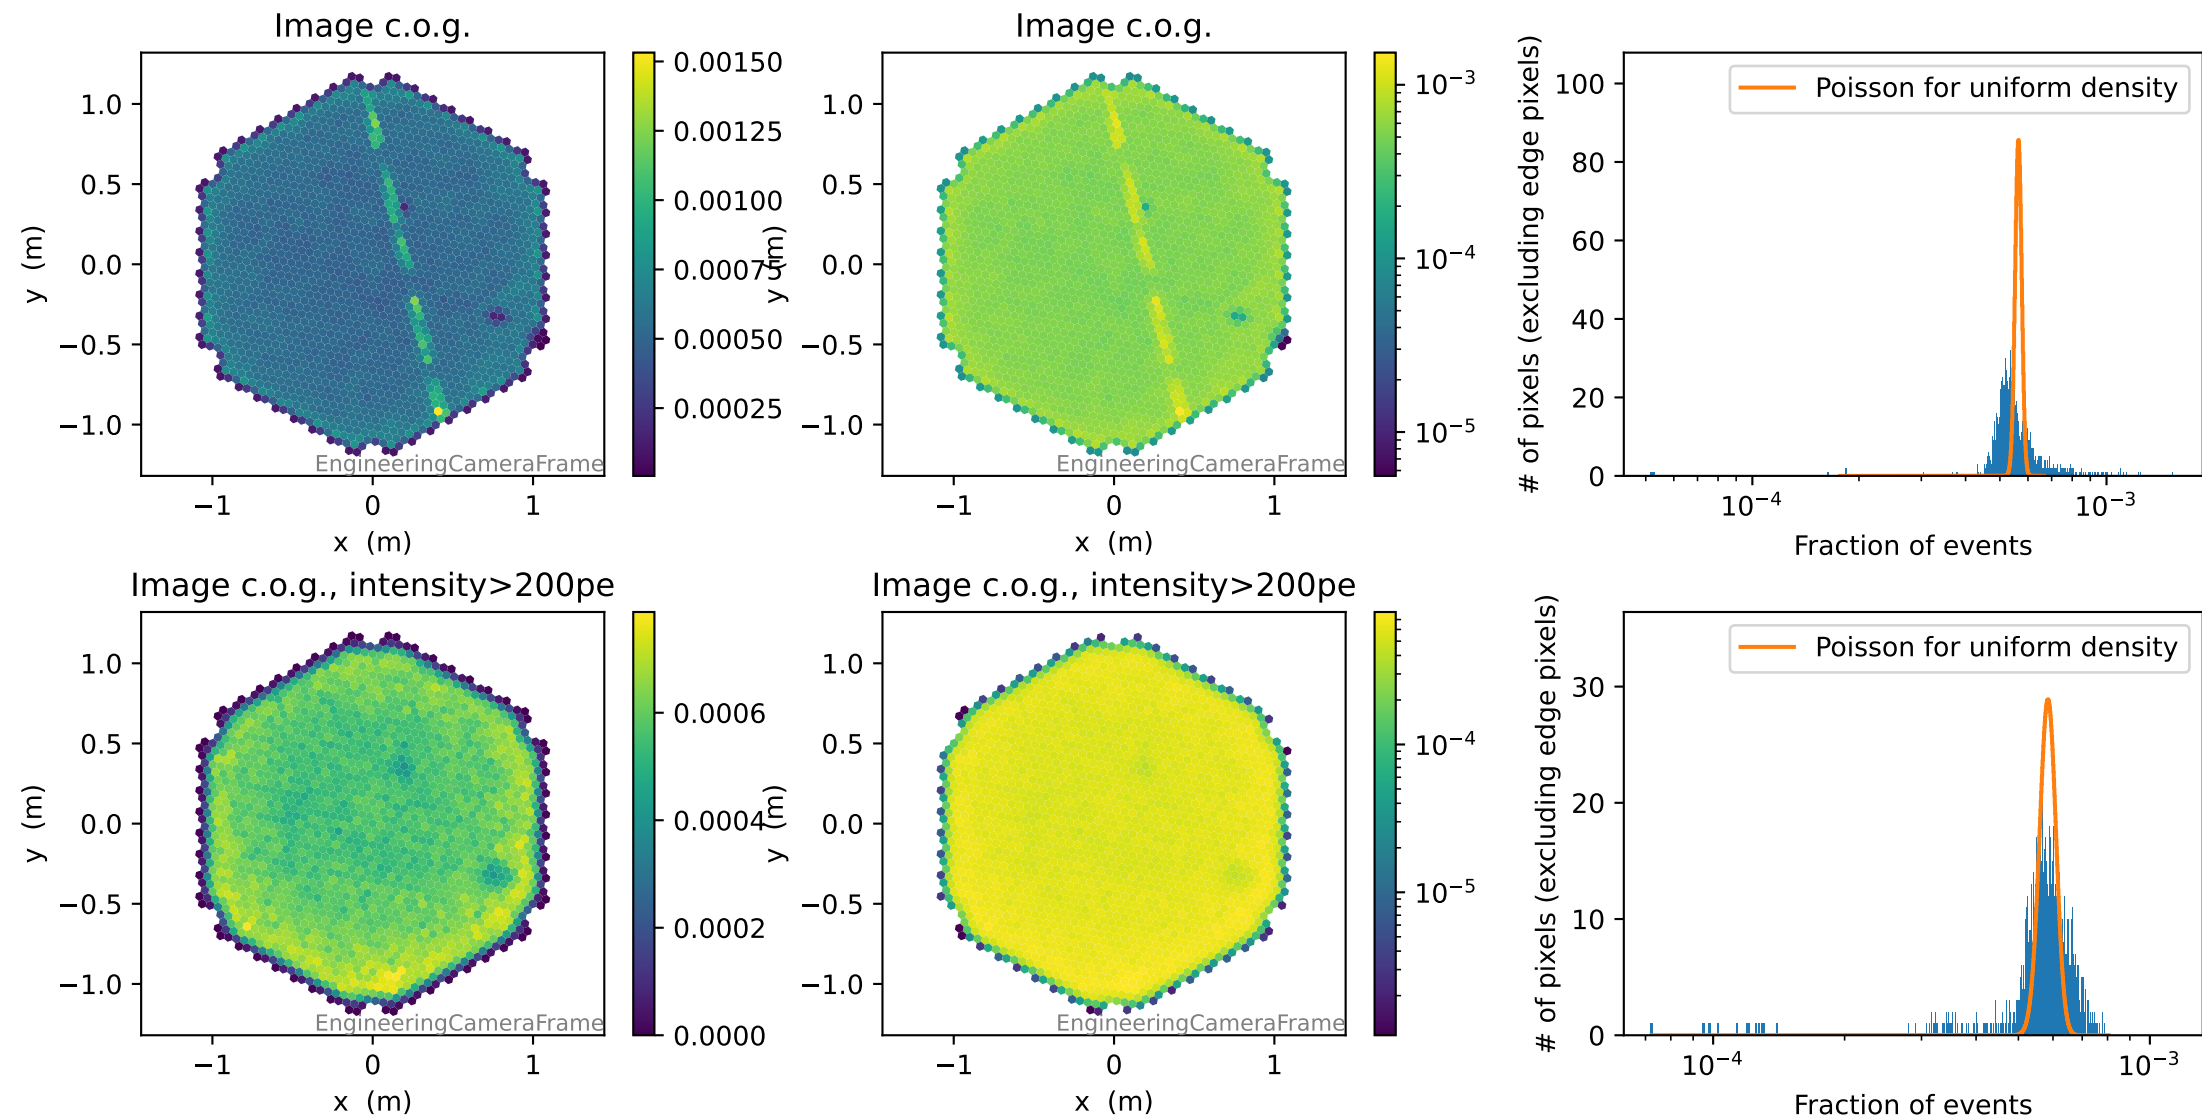 Image c.o.g.
1.0
0.5
0.0
−0.5
−1.0
y (m)
−1
0
1
x (m)
EngineeringCameraFrame
0.00150
0.00125
0.00100
0.00050
0.00025
Image c.o.g.
1.0
0.5
0.0
−0.5
−1.0
y (m)
−1
0
1
x (m)
EngineeringCameraFrame
10⁻³
10⁻⁴
10⁻⁵
# of pixels (excluding edge pixels)
100
80
60
40
20
0
Poisson for uniform density
10⁻⁴
10⁻³
Fraction of events
Image c.o.g., intensity>200pe
1.0
0.5
0.0
−0.5
−1.0
y (m)
−1
0
1
x (m)
EngineeringCameraFrame
0.0006
0.0004
0.0002
0.0000
Image c.o.g., intensity>200pe
1.0
0.5
0.0
−0.5
−1.0
y (m)
−1
0
1
x (m)
EngineeringCameraFrame
10⁻⁴
10⁻⁵
# of pixels (excluding edge pixels)
30
20
10
0
Poisson for uniform density
10⁻⁴
10⁻³
Fraction of events